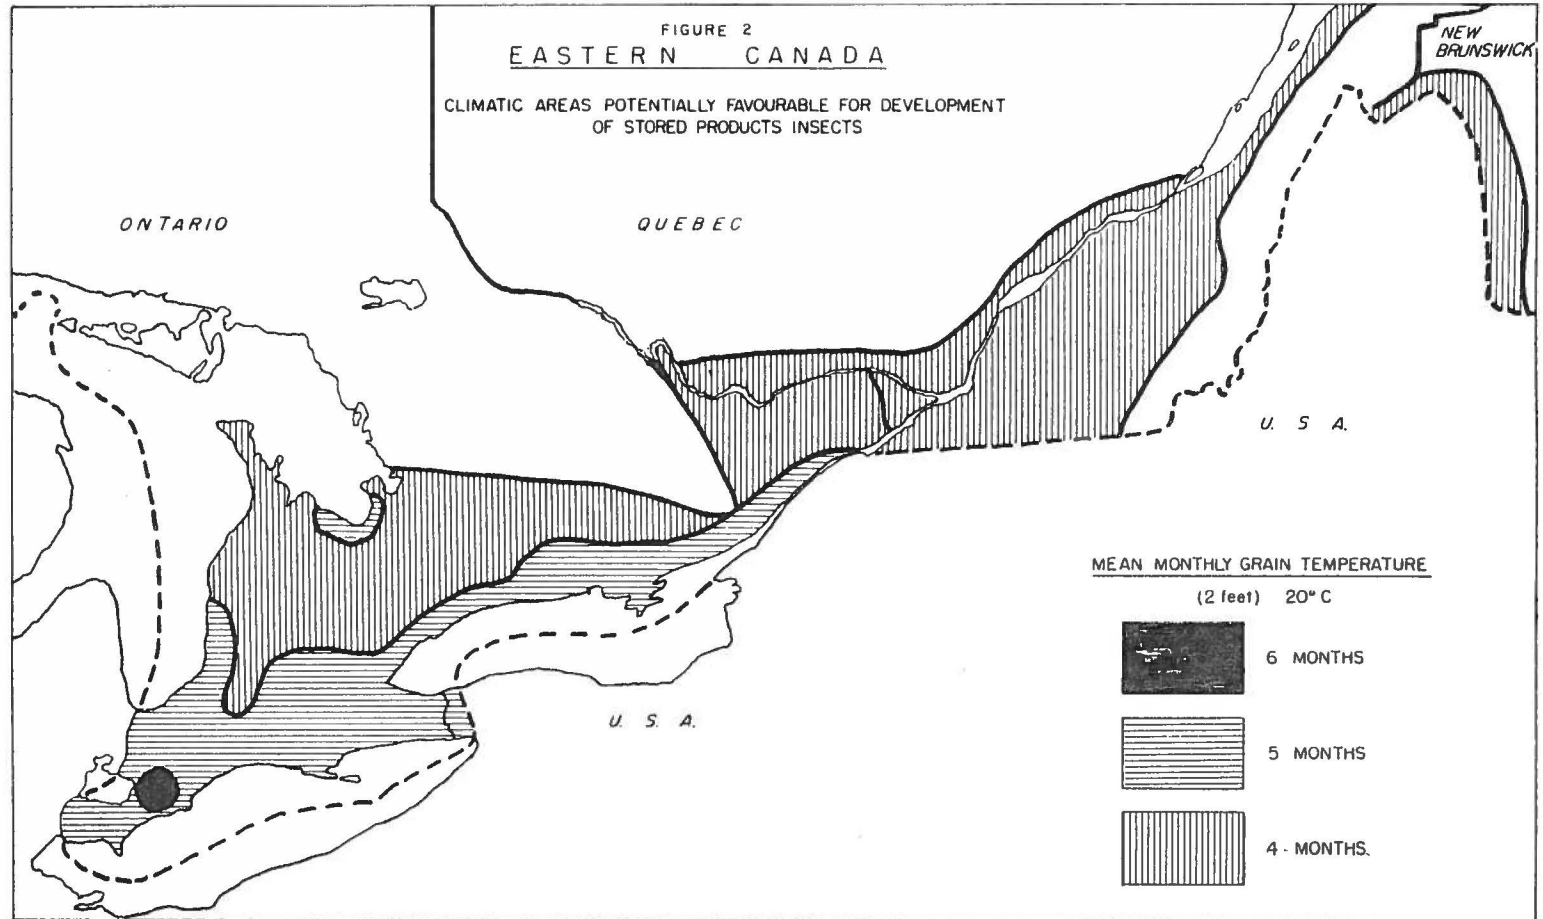 FIGURE 2
EASTERN CANADA
CLIMATIC AREAS POTENTIALLY FAVOURABLE FOR DEVELOPMENT
OF STORED PRODUCTS INSECTS
NEW
BRUNSWICK
ONTARIO
QUEBEC
U. S A.
U. S. A.
MEAN MONTHLY GRAIN TEMPERATURE
(2 feet) 20° C
6 MONTHS
5 MONTHS
4 - MONTHS.